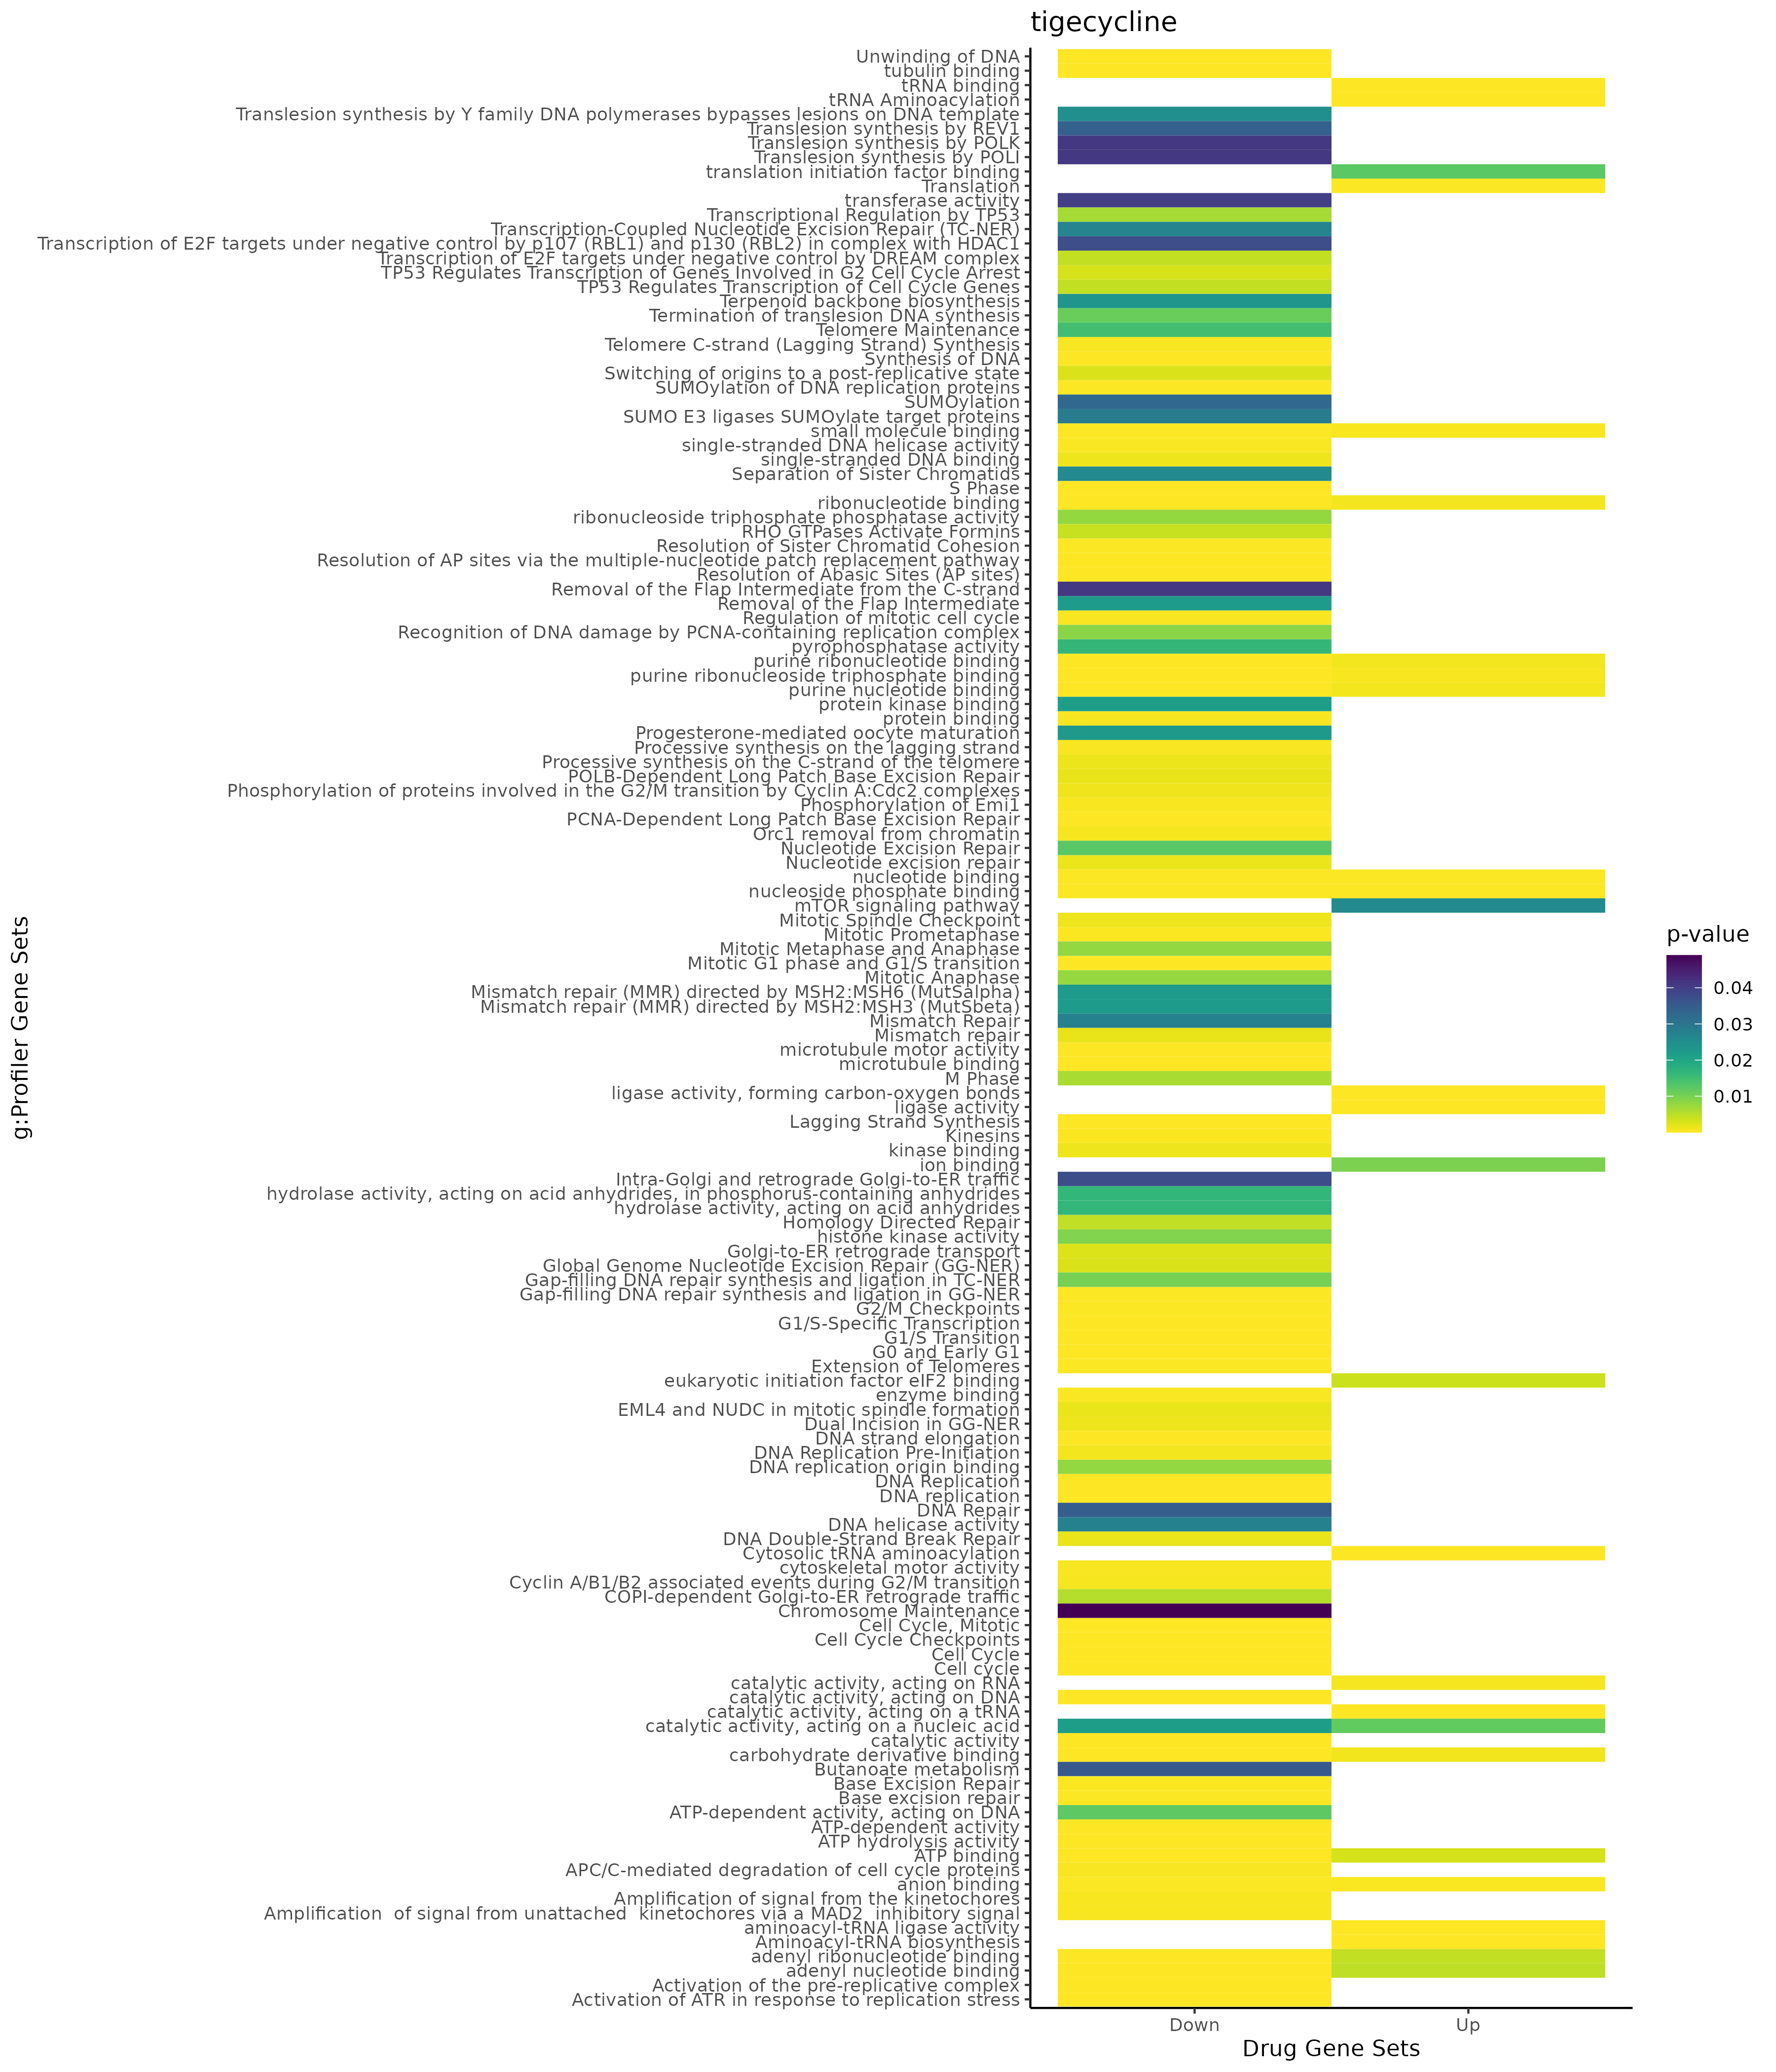 tigecycline
Unwinding of DNA
tubulin binding
tRNA binding
tRNA Aminoacylation
Translesion synthesis by Y family DNA polymerases bypasses lesions on DNA template
Translesion synthesis by REV1
Translesion synthesis by POLK
Translesion synthesis by POLI
translation initiation factor binding
Translation
transferase activity
Transcriptional Regulation by TP53
Transcription-Coupled Nucleotide Excision Repair (TC-NER)
Transcription of E2F targets under negative control by p107 (RBL1) and p130 (RBL2) in complex with HDAC1
Transcription of E2F targets under negative control by DREAM complex
TP53 Regulates Transcription of Genes Involved in G2 Cell Cycle Arrest
TP53 Regulates Transcription of Cell Cycle Genes
Terpenoid backbone biosynthesis
Termination of translesion DNA synthesis
Telomere Maintenance
Telomere C-strand (Lagging Strand) Synthesis
Synthesis of DNA
Switching of origins to a post-replicative state
SUMOylation of DNA replication proteins
SUMOylation
SUMO E3 ligases SUMOylate target proteins
small molecule binding
single-stranded DNA helicase activity
single-stranded DNA binding
Separation of Sister Chromatids
S Phase
ribonucleotide binding
ribonucleoside triphosphate phosphatase activity
RHO GTPases Activate Formins
Resolution of Sister Chromatid Cohesion
Resolution of AP sites via the multiple-nucleotide patch replacement pathway
Resolution of Abasic Sites (AP sites)
Removal of the Flap Intermediate from the C-strand
Removal of the Flap Intermediate
Regulation of mitotic cell cycle
Recognition of DNA damage by PCNA-containing replication complex
pyrophosphatase activity
purine ribonucleotide binding
purine ribonucleoside triphosphate binding
purine nucleotide binding
protein kinase binding
protein binding
Progesterone-mediated oocyte maturation
Processive synthesis on the lagging strand
Processive synthesis on the C-strand of the telomere
POLB-Dependent Long Patch Base Excision Repair
Phosphorylation of proteins involved in the G2/M transition by Cyclin A:Cdc2 complexes
Phosphorylation of Emi1
PCNA-Dependent Long Patch Base Excision Repair
Orc1 removal from chromatin
Nucleotide Excision Repair
Nucleotide excision repair
nucleotide binding
nucleoside phosphate binding
mTOR signaling pathway
Mitotic Spindle Checkpoint
Mitotic Prometaphase
Mitotic Metaphase and Anaphase
Mitotic G1 phase and G1/S transition
Mitotic Anaphase
Mismatch repair (MMR) directed by MSH2:MSH6 (MutSalpha)
Mismatch repair (MMR) directed by MSH2:MSH3 (MutSbeta)
Mismatch Repair
Mismatch repair
microtubule motor activity
microtubule binding
M Phase
ligase activity, forming carbon-oxygen bonds
ligase activity
Lagging Strand Synthesis
Kinesins
kinase binding
ion binding
Intra-Golgi and retrograde Golgi-to-ER traffic
hydrolase activity, acting on acid anhydrides, in phosphorus-containing anhydrides
hydrolase activity, acting on acid anhydrides
Homology Directed Repair
histone kinase activity
Golgi-to-ER retrograde transport
Global Genome Nucleotide Excision Repair (GG-NER)
Gap-filling DNA repair synthesis and ligation in TC-NER
Gap-filling DNA repair synthesis and ligation in GG-NER
G2/M Checkpoints
G1/S-Specific Transcription
G1/S Transition
G0 and Early G1
Extension of Telomeres
eukaryotic initiation factor eIF2 binding
enzyme binding
EML4 and NUDC in mitotic spindle formation
Dual Incision in GG-NER
DNA strand elongation
DNA Replication Pre-Initiation
DNA replication origin binding
DNA Replication
DNA replication
DNA Repair
DNA helicase activity
DNA Double-Strand Break Repair
Cytosolic tRNA aminoacylation
cytoskeletal motor activity
Cyclin A/B1/B2 associated events during G2/M transition
COPI-dependent Golgi-to-ER retrograde traffic
Chromosome Maintenance
Cell Cycle, Mitotic
Cell Cycle Checkpoints
Cell Cycle
Cell cycle
catalytic activity, acting on RNA
catalytic activity, acting on DNA
catalytic activity, acting on a tRNA
catalytic activity, acting on a nucleic acid
catalytic activity
carbohydrate derivative binding
Butanoate metabolism
Base Excision Repair
Base excision repair
ATP-dependent activity, acting on DNA
ATP-dependent activity
ATP hydrolysis activity
ATP binding
APC/C-mediated degradation of cell cycle proteins
anion binding
Amplification of signal from the kinetochores
Amplification  of signal from unattached  kinetochores via a MAD2  inhibitory signal
aminoacyl-tRNA ligase activity
Aminoacyl-tRNA biosynthesis
adenyl ribonucleotide binding
adenyl nucleotide binding
Activation of the pre-replicative complex
Activation of ATR in response to replication stress
g:Profiler Gene Sets
Down
Up
Drug Gene Sets
p-value
0.04
0.03
0.02
0.01